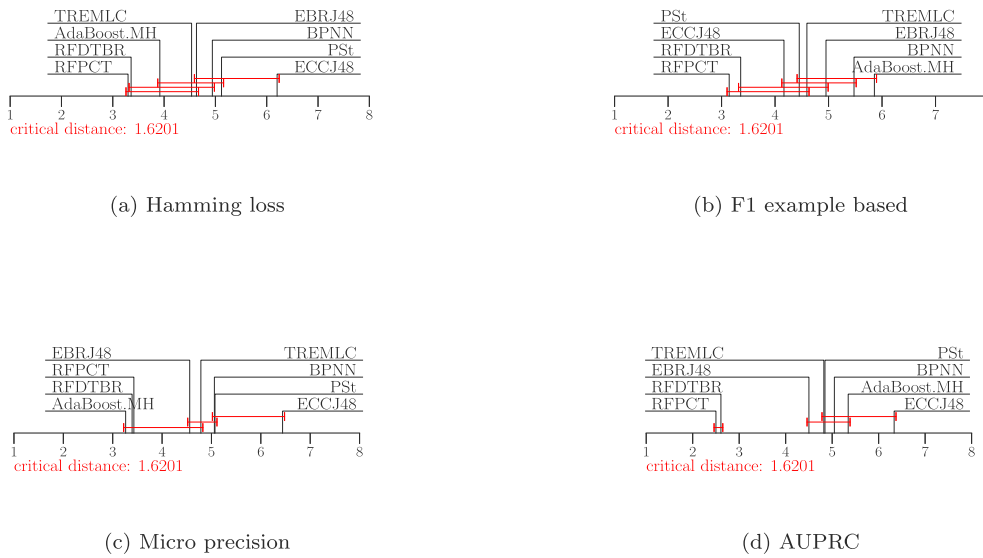 TREMLC EBRJ48
AdaBoost.MH BPNN
RFDTBR PSt
RFPCT ECCJ48
1 2 3 4 5 6 7 8
critical distance: 1.6201
(a) Hamming loss
PSt TREMLC
ECCJ48 EBRJ48
RFDTBR BPNN
RFPCT AdaBoost.MH
1 2 3 4 5 6 7
critical distance: 1.6201
(b) F1 example based
EBRJ48 TREMLC
RFPCT BPNN
RFDTBR PSt
AdaBoost.MH ECCJ48
1 2 3 4 5 6 7 8
critical distance: 1.6201
(c) Micro precision
TREMLC PSt
EBRJ48 BPNN
RFDTBR AdaBoost.MH
RFPCT ECCJ48
1 2 3 4 5 6 7 8
critical distance: 1.6201
(d) AUPRC